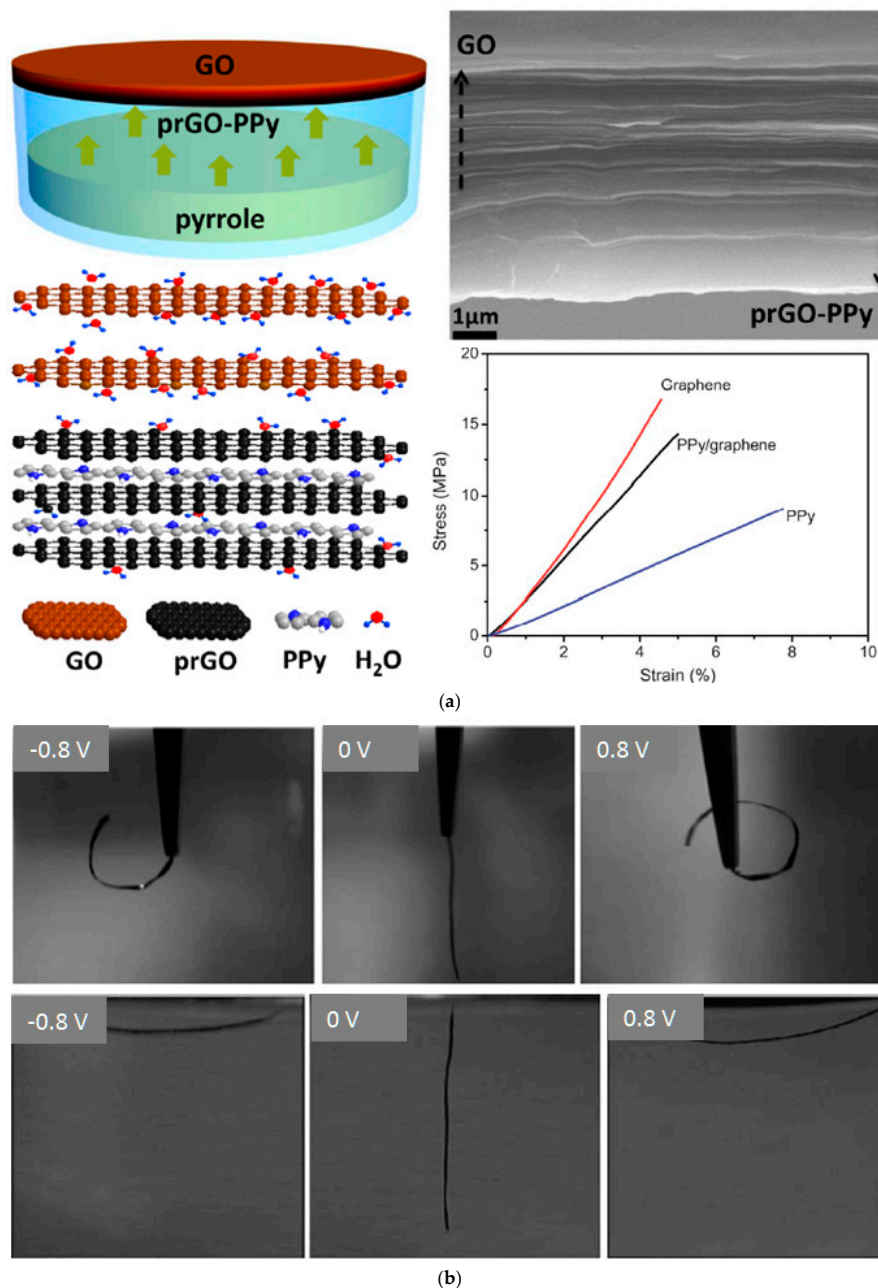 GO
prGO-PPy
pyrrole
GO
prGO
PPy
H₂O
GO
1μm
prGO-PPy
20
15
10
5
0
Stress (MPa)
Graphene
PPy/graphene
PPy
0
2
4
6
8
10
Strain (%)
(a)
-0.8 V
0 V
0.8 V
-0.8 V
0 V
0.8 V
(b)